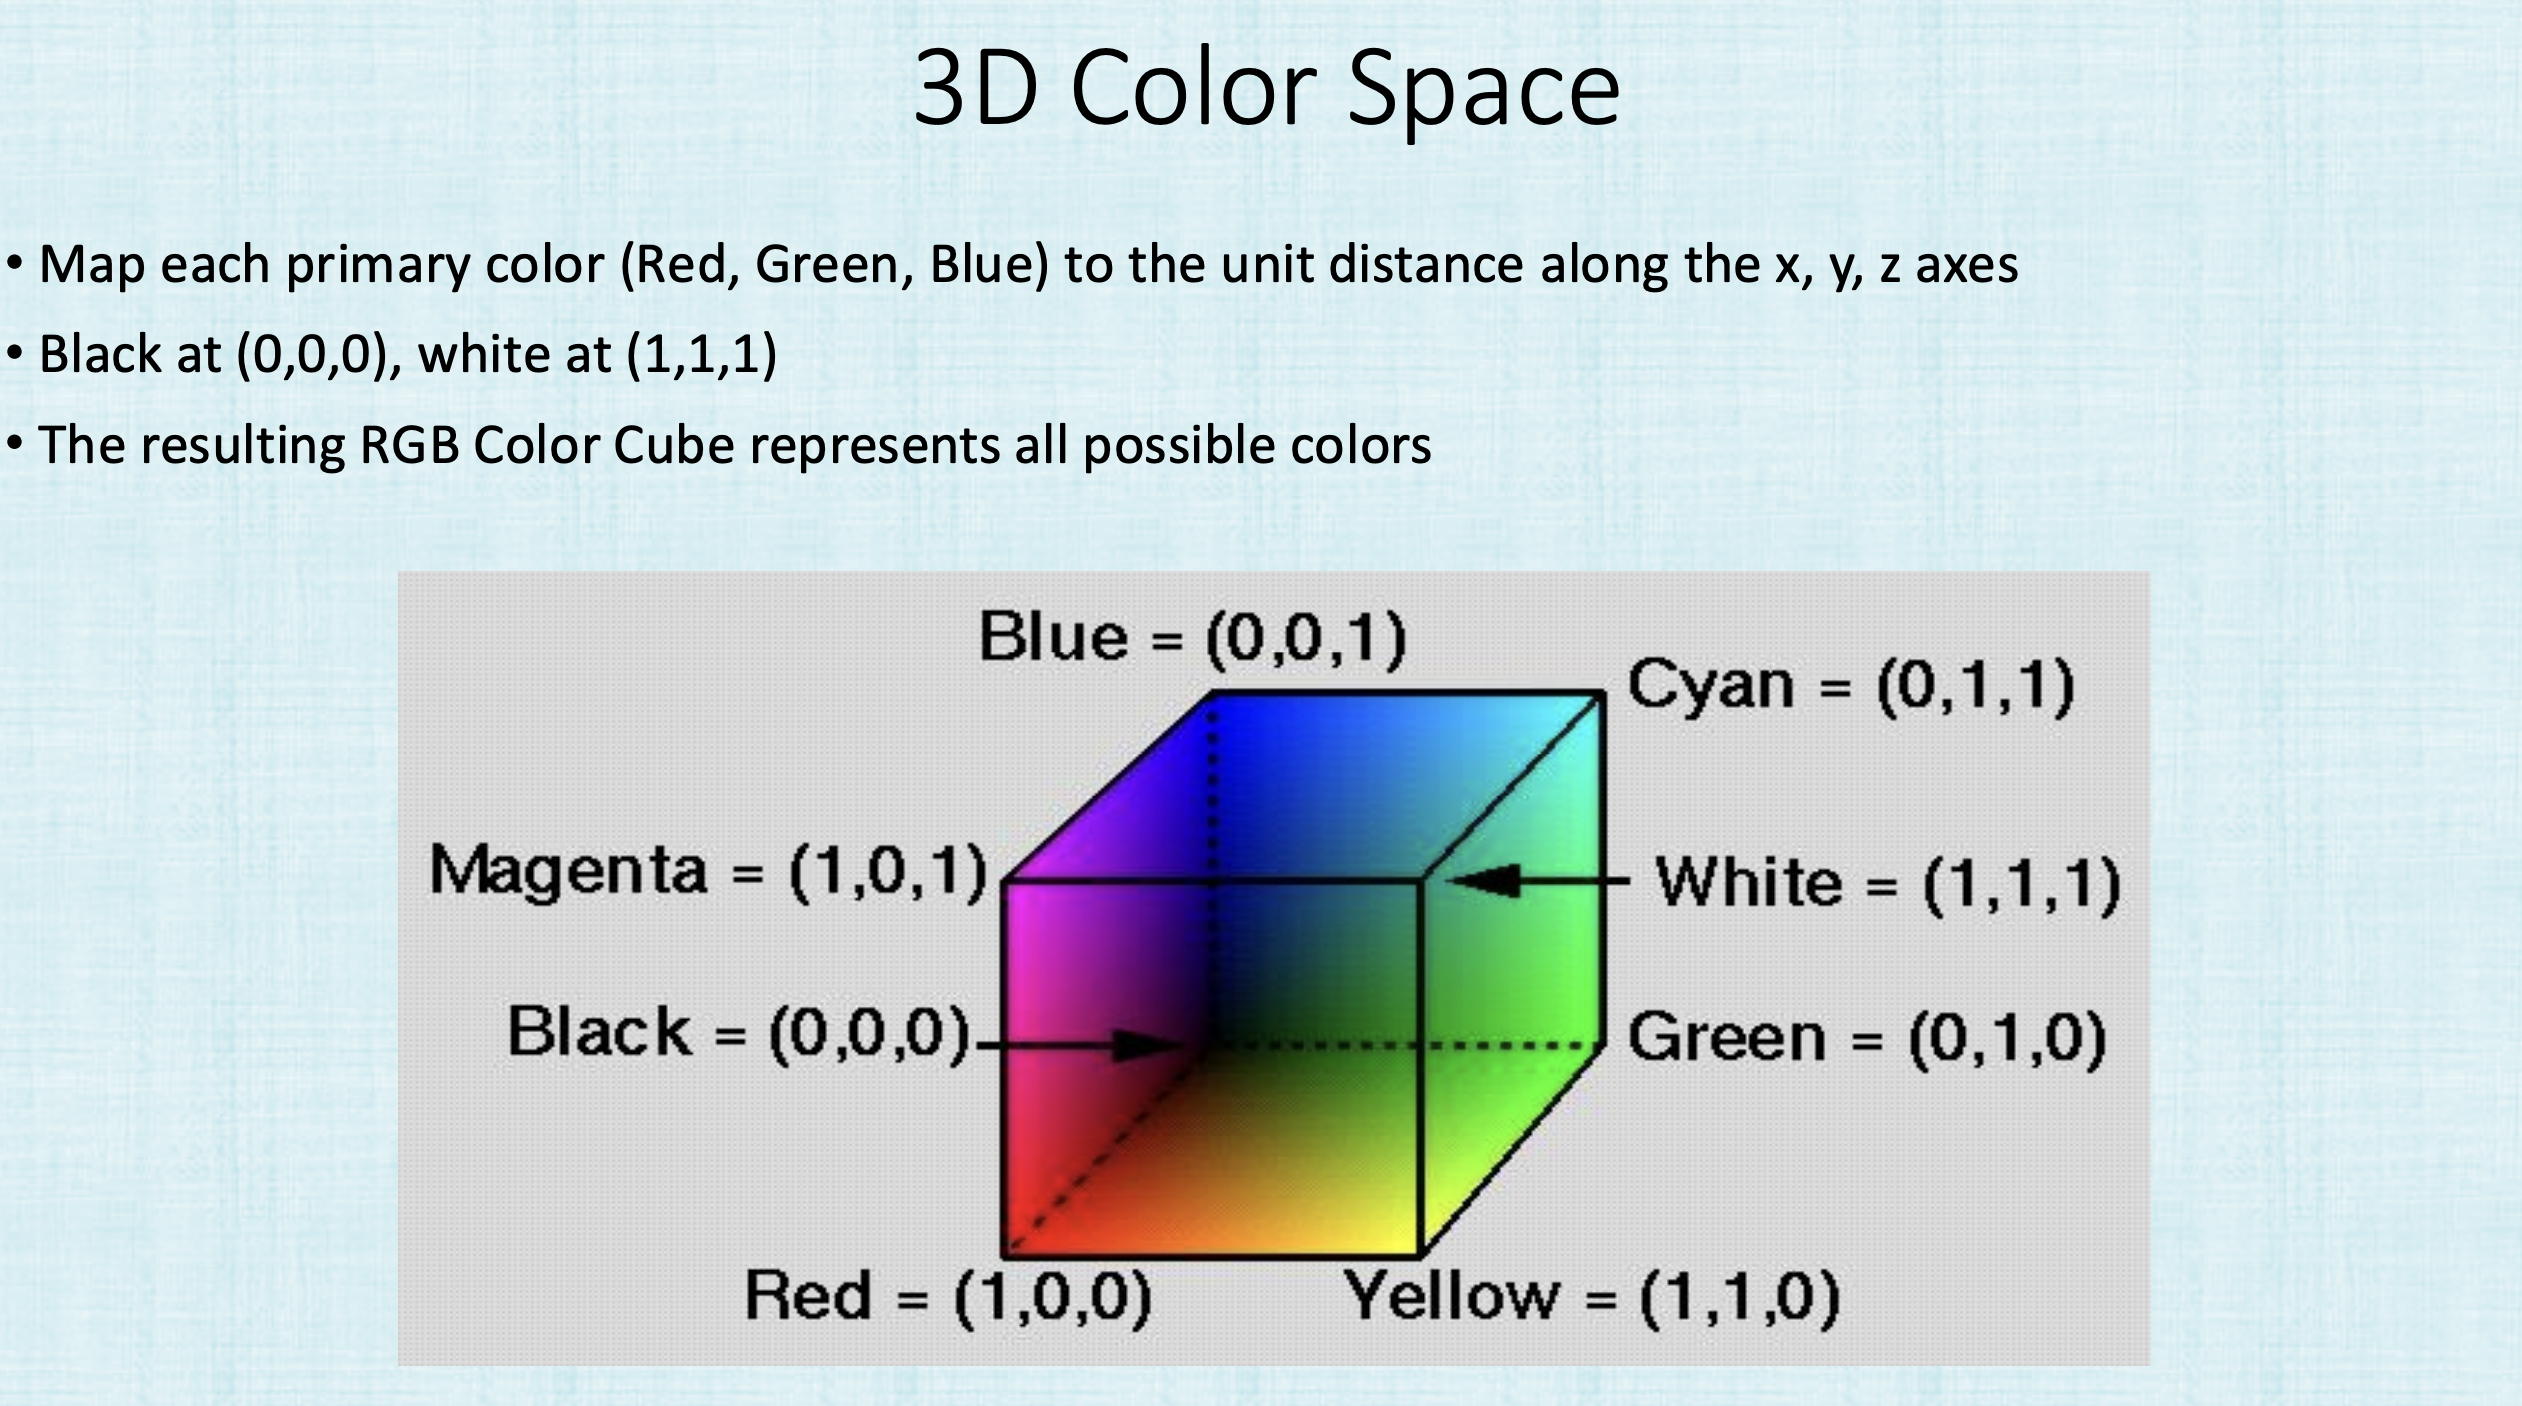 3D Color Space
• Map each primary color (Red, Green, Blue) to the unit distance along the x, y, z axes
• Black at (0,0,0), white at (1,1,1)
• The resulting RGB Color Cube represents all possible colors
Blue = (0,0,1)
Cyan = (0,1,1)
Magenta = (1,0,1)
White = (1,1,1)
Black = (0,0,0)
Green = (0,1,0)
Red = (1,0,0)
Yellow = (1,1,0)